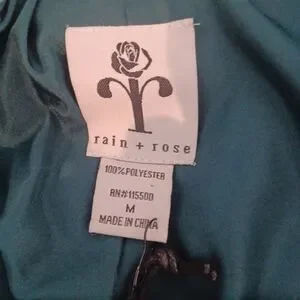 rain + rose
100% POLYESTER
RN#115500
M
MADE IN CHINA